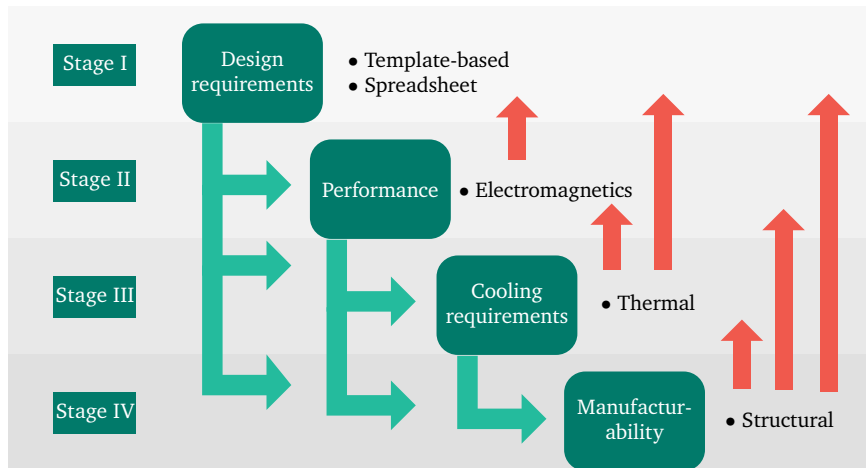 Stage I
Design
requirements
• Template-based
• Spreadsheet
Stage II
Performance
• Electromagnetics
Stage III
Cooling
requirements
• Thermal
Stage IV
Manufactur-
ability
• Structural